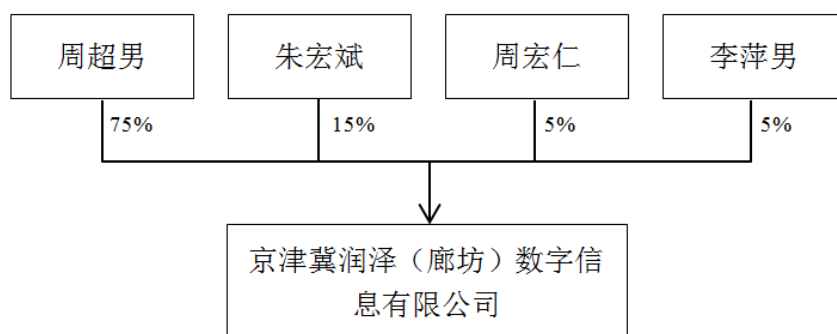 周超男
朱宏斌
周宏仁
李萍男
75%
15%
5%
5%
京津冀润泽（廊坊）数字信
息有限公司